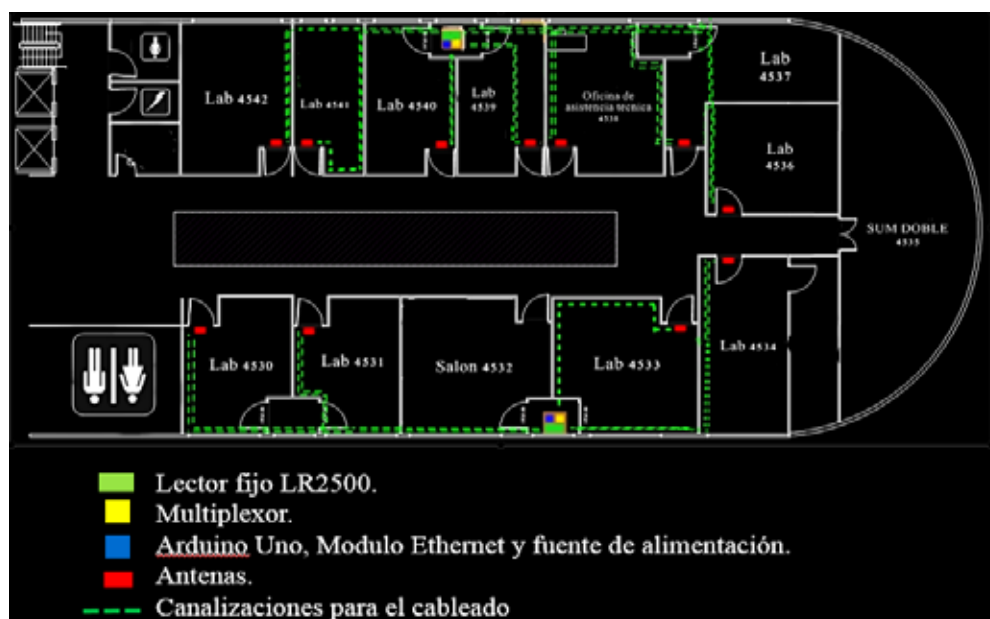 Lab 4542
Lab 4541
Lab 4540
Lab
4539
Oficina de
asistencia tecnica
4538
Lab
4537
Lab
4536
SUM DOBLE
4535
Lab 4530
Lab 4531
Salon 4532
Lab 4533
Lab 4534
Lector fijo LR2500.
Multiplexor.
Arduino Uno, Modulo Ethernet y fuente de alimentación.
Antenas.
Canalizaciones para el cableado